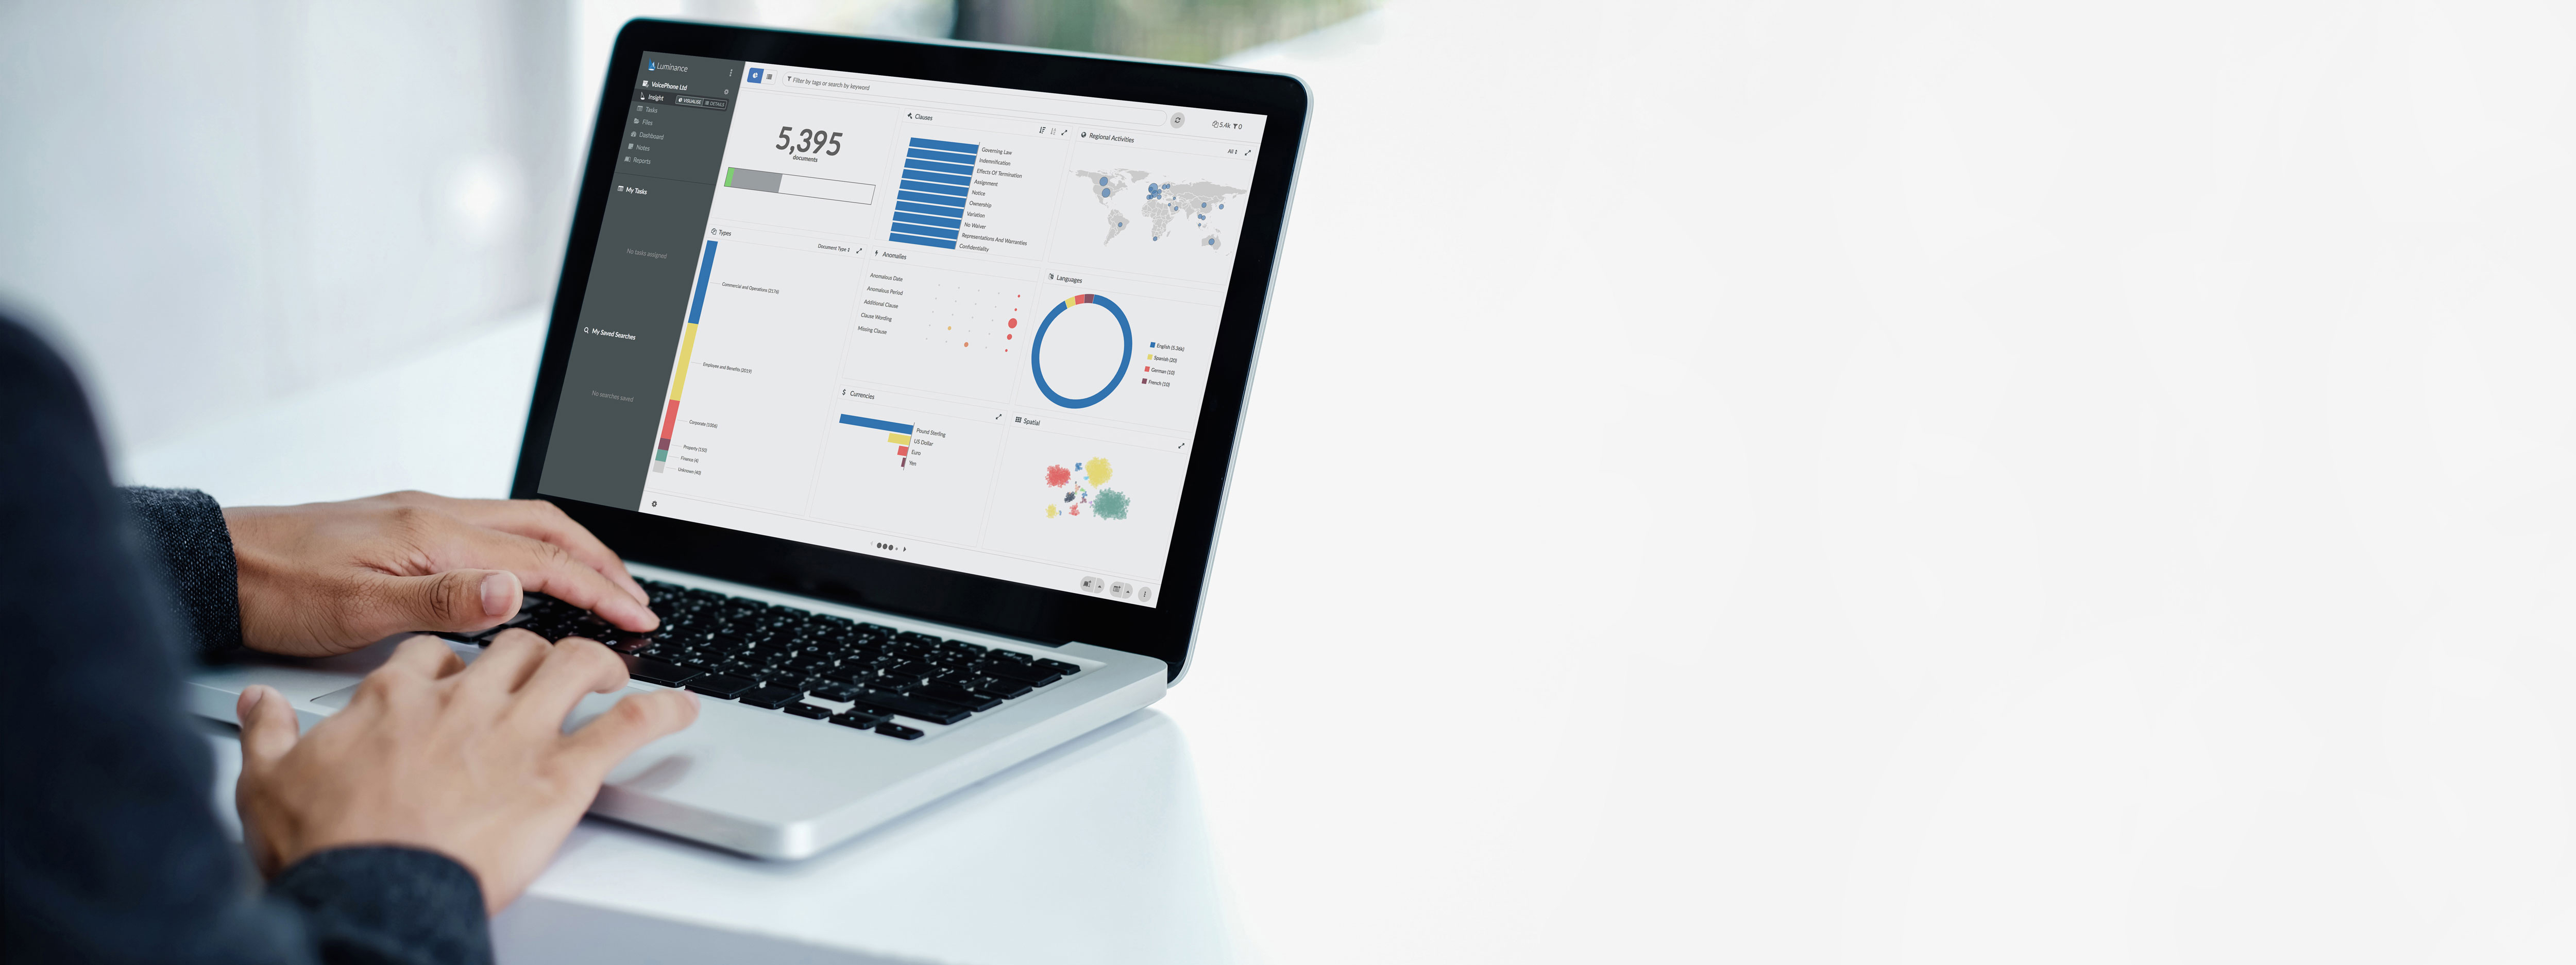 Luminance
VoicePhone Ltd
Insight
VISUALISE
DETAILS
Tasks
Files
Dashboard
Notes
Reports
My Tasks
No tasks assigned
My Saved Searches
No searches saved
Filter by tags or search by keyword
5.4k
0
5,395
documents
Clauses
Governing Law
Indemnification
Effects Of Termination
Assignment
Notice
Ownership
Variation
No Waiver
Representations And Warranties
Confidentiality
Regional Activities
All
Types
Document Type
Commercial and Operations (2176)
Employee and Benefits (2019)
Corporate (1006)
Property (150)
Finance (4)
Unknown (40)
Anomalies
Anomalous Date
Anomalous Period
Additional Clause
Clause Wording
Missing Clause
Languages
English (5.36k)
Spanish (20)
German (10)
French (10)
Currencies
Pound Sterling
US Dollar
Euro
Yen
Spatial